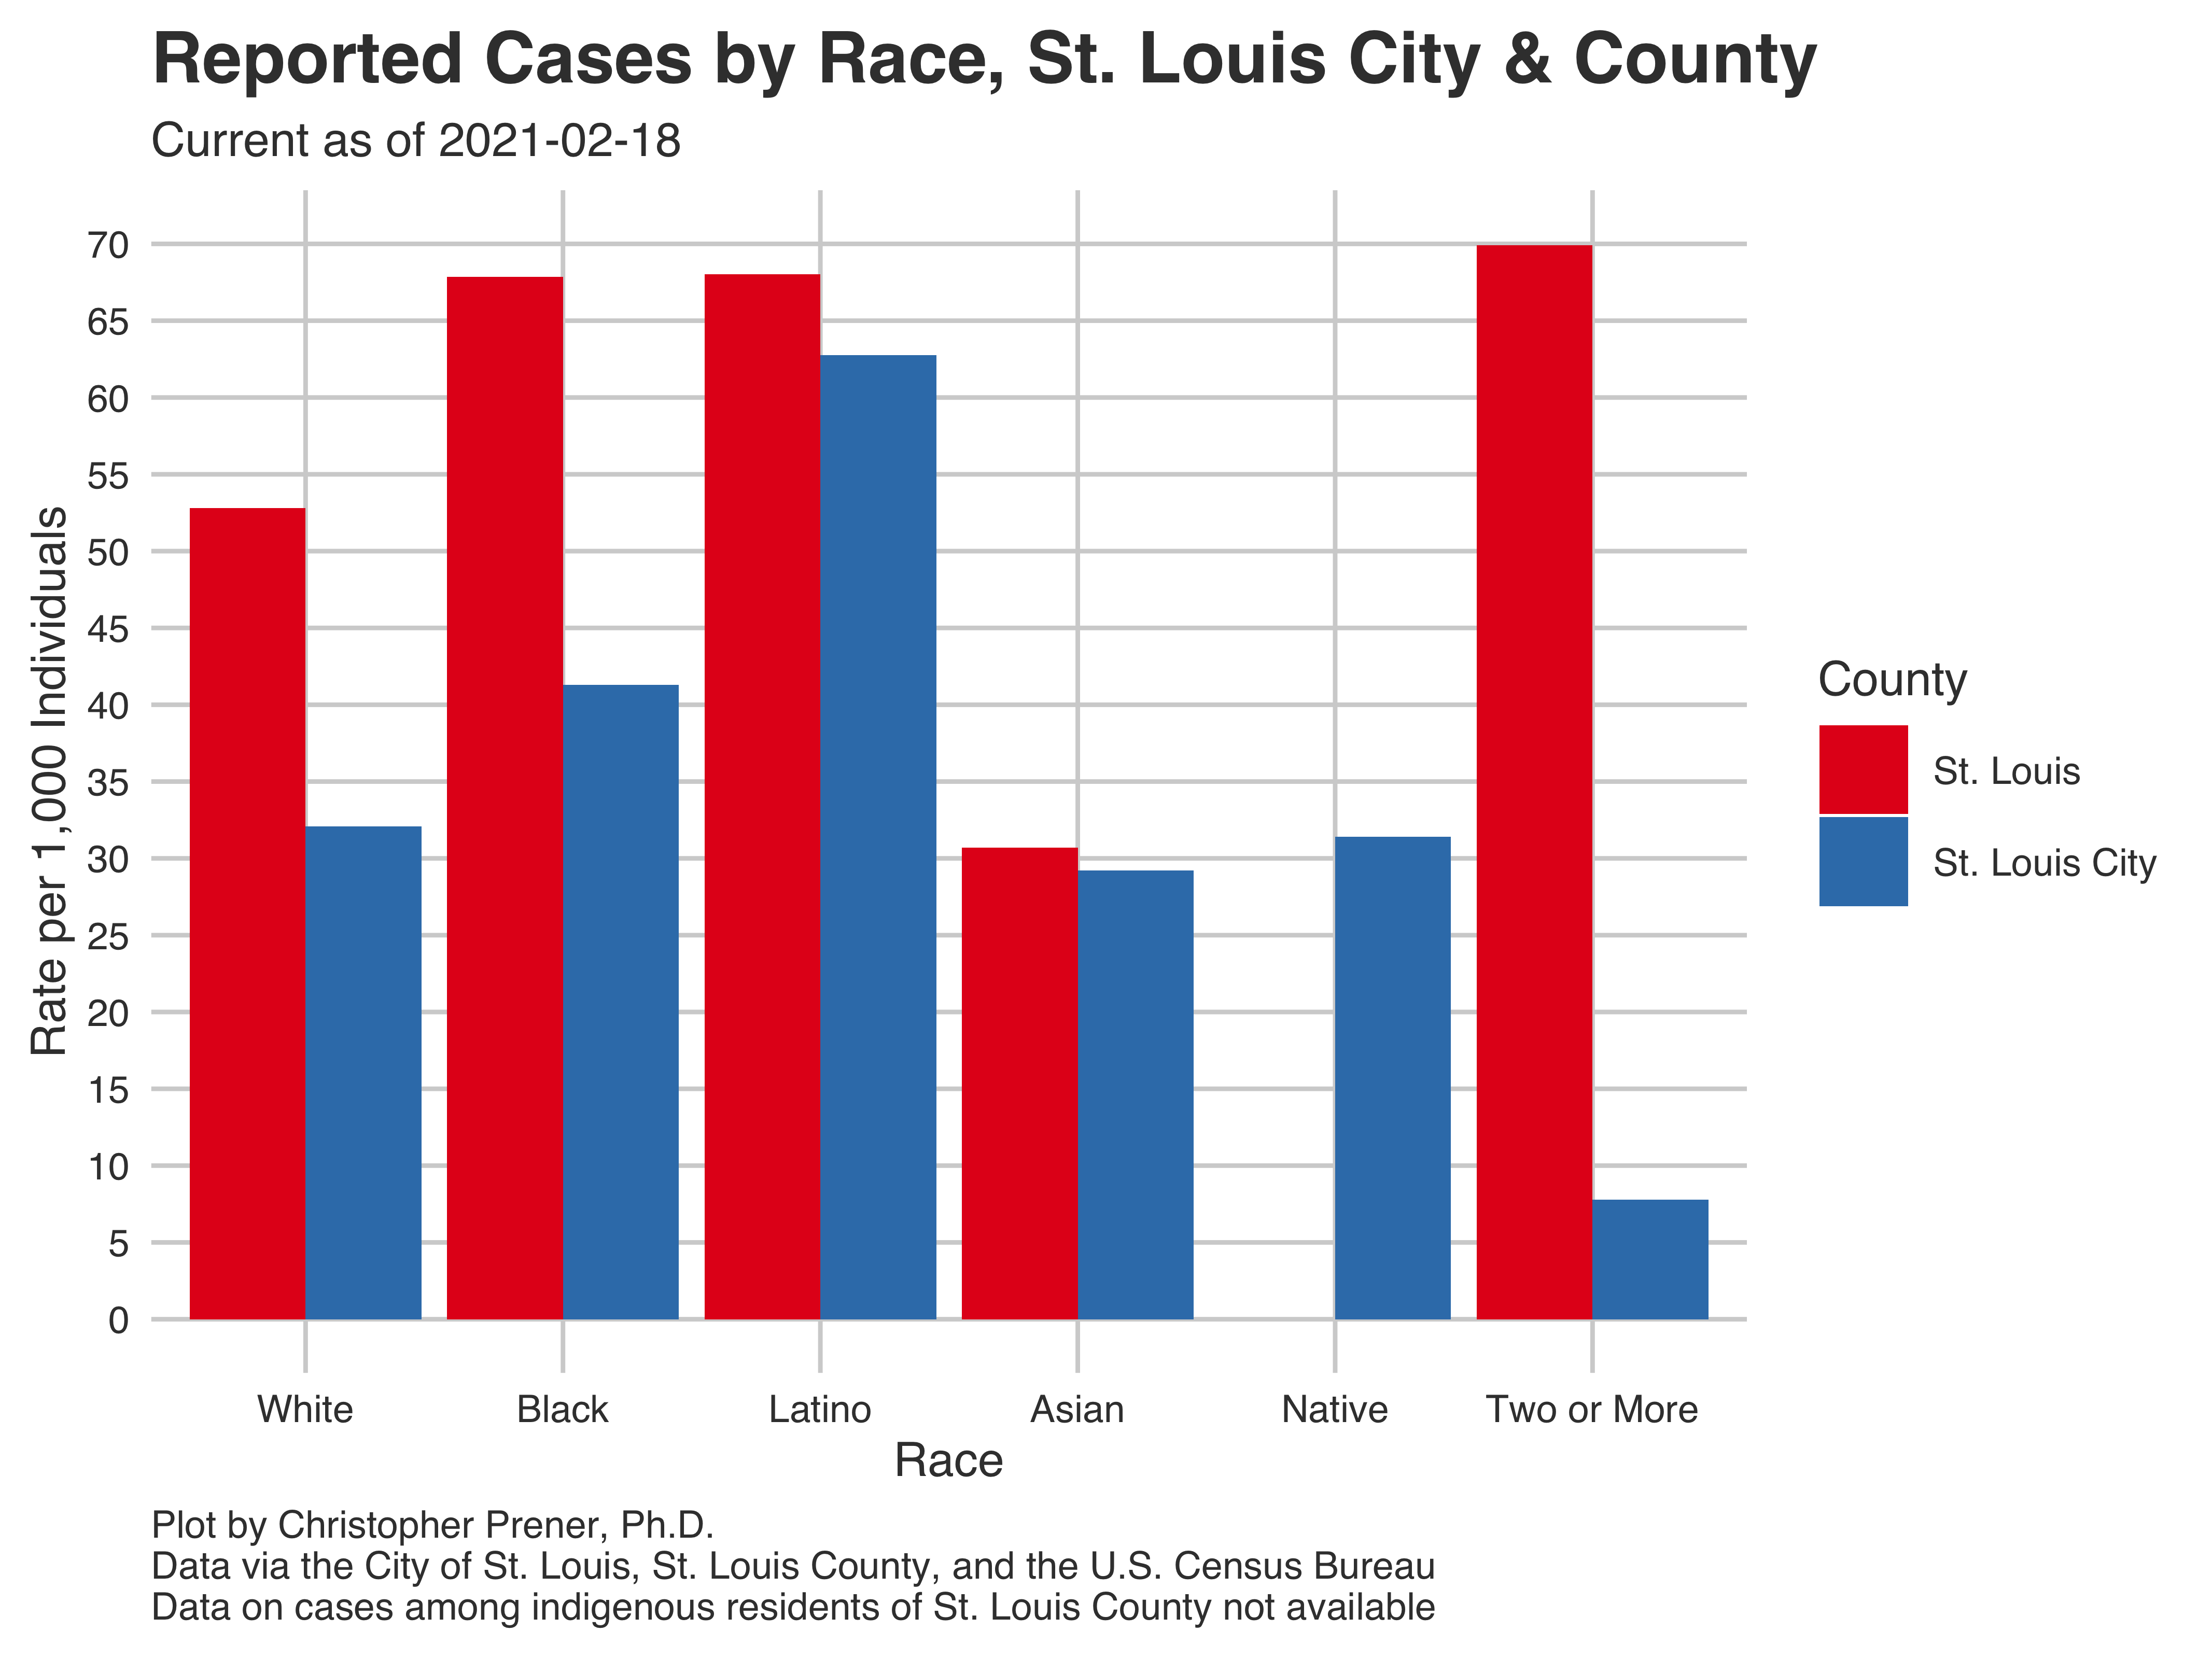 Reported Cases by Race, St. Louis City & County
Current as of 2021-02-18
Rate per 1,000 Individuals
70
65
60
55
50
45
40
35
30
25
20
15
10
5
0
White Black Latino Asian Native Two or More
Race
County
St. Louis
St. Louis City
Plot by Christopher Prener, Ph.D.
Data via the City of St. Louis, St. Louis County, and the U.S. Census Bureau
Data on cases among indigenous residents of St. Louis County not available